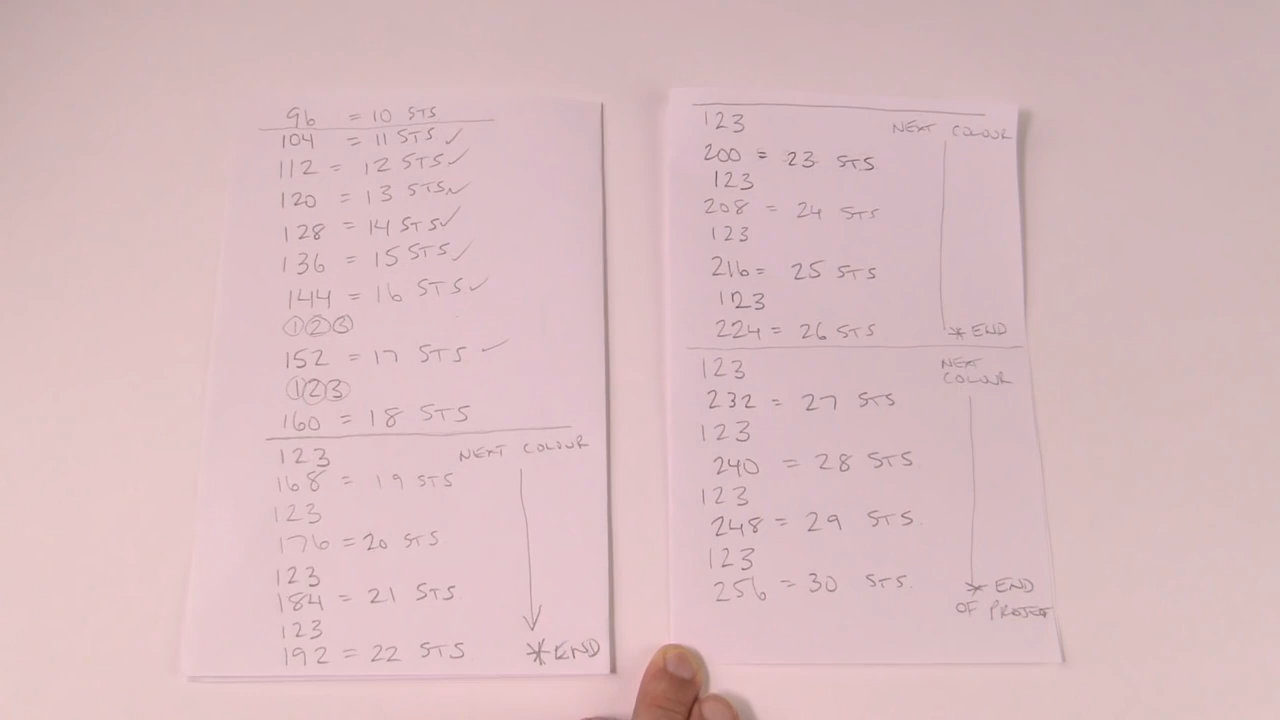 96 = 10 STS
104 = 11 STS ✓
112 = 12 STS ✓
120 = 13 STS ✓
128 = 14 STS ✓
136 = 15 STS ✓
144 = 16 STS ✓
①②③
152 = 17 STS ✓
①②③
160 = 18 STS
123 NEXT COLOUR
168 = 19 STS
123
176 = 20 STS
123
184 = 21 STS
123
192 = 22 STS * END
123 NEXT COLOUR
200 = 23 STS
123
208 = 24 STS
123
216 = 25 STS
123
224 = 26 STS * END
123 NEXT
COLOUR
232 = 27 STS
123
240 = 28 STS
123
248 = 29 STS.
123
256 = 30 STS. * END
OF PROJECT